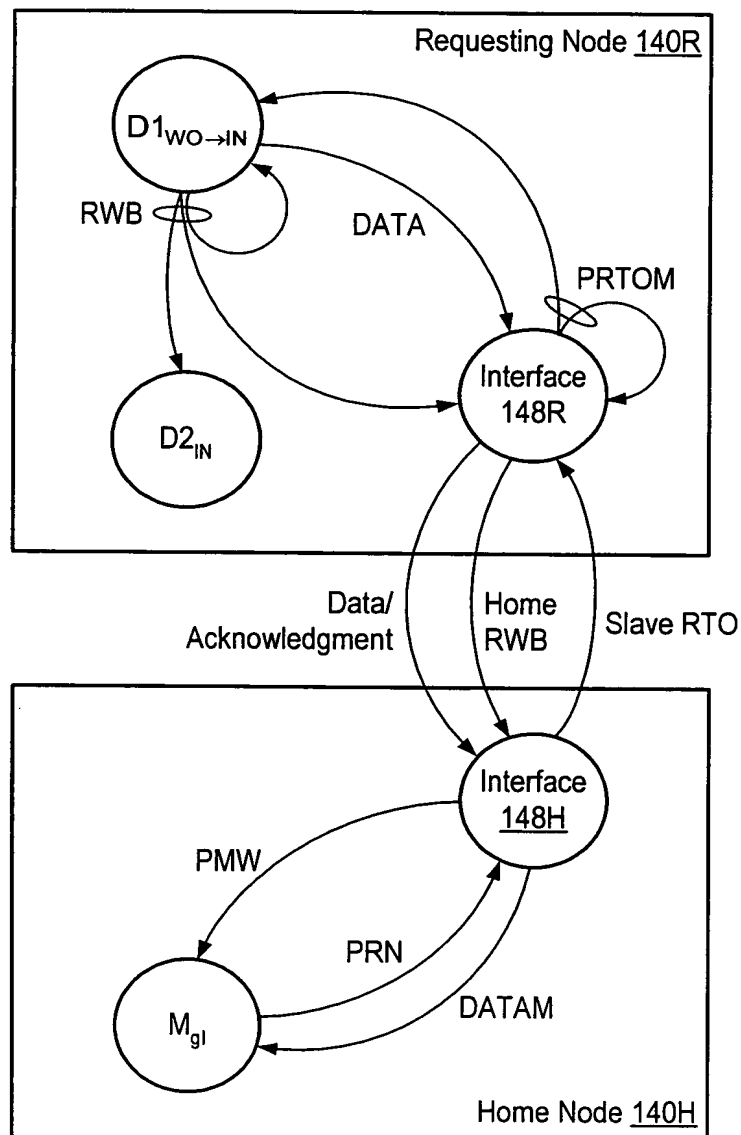 Requesting Node 140R
D1WO→IN
RWB
DATA
PRTOM
Interface
148R
D2IN
Data/
Acknowledgment
Home
RWB
Slave RTO
Interface
148H
PMW
PRN
DATAM
Mgl
Home Node 140H